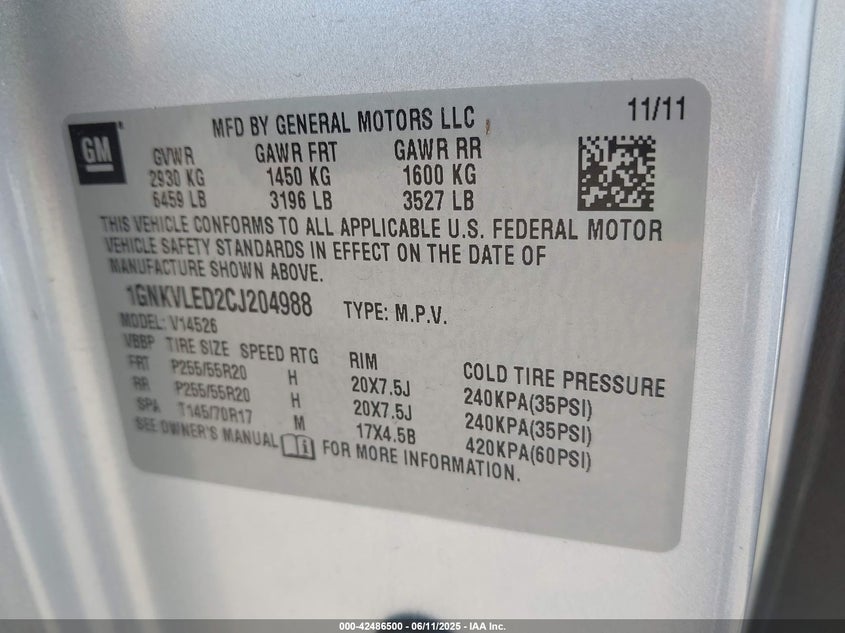 GM
MFD BY GENERAL MOTORS LLC
11/11
GVWR GAWR FRT GAWR RR
2930 KG 1450 KG 1600 KG
6459 LB 3196 LB 3527 LB
THIS VEHICLE CONFORMS TO ALL APPLICABLE U.S. FEDERAL MOTOR
VEHICLE SAFETY STANDARDS IN EFFECT ON THE DATE OF
MANUFACTURE SHOWN ABOVE.
1GNKVLED2CJ204988 TYPE: M.P.V.
MODEL: V14526
VBBP TIRE SIZE SPEED RTG RIM COLD TIRE PRESSURE
FRT P255/55R20 H 20X7.5J 240KPA(35PSI)
RR P255/55R20 H 20X7.5J 240KPA(35PSI)
SPA T145/70R17 M 17X4.5B 420KPA(60PSI)
SEE OWNER'S MANUAL i FOR MORE INFORMATION.
000-42486500 - 06/11/2025 - IAA Inc.